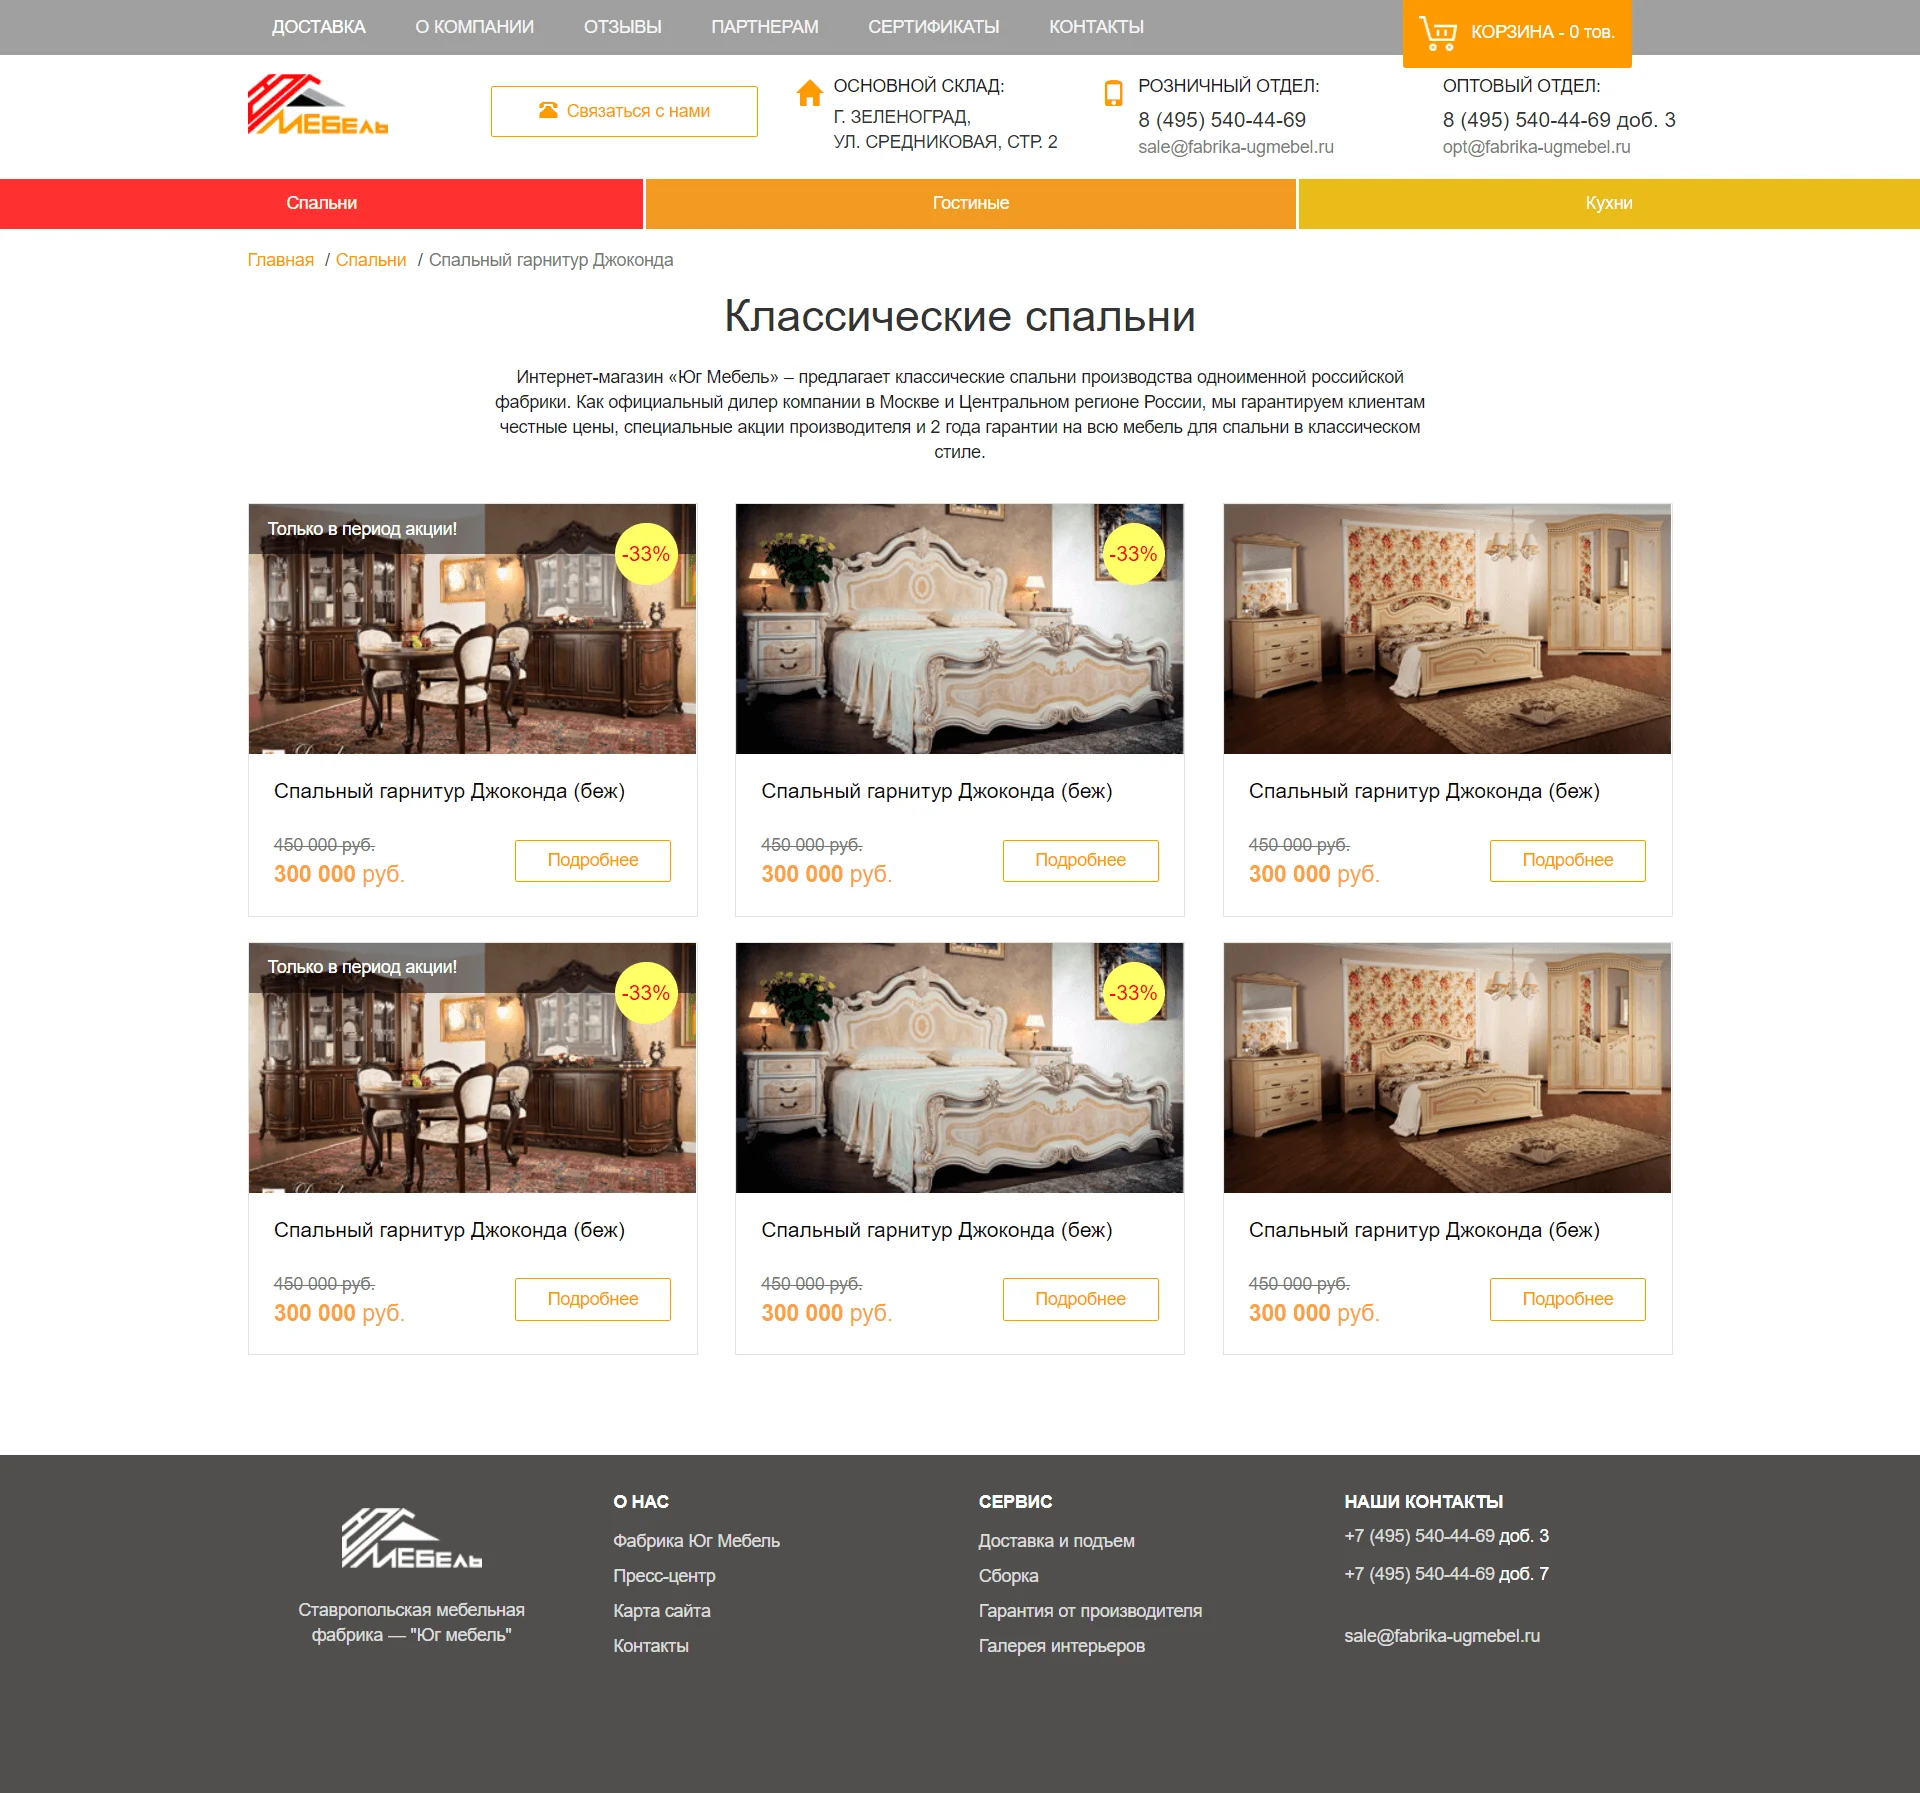 ДОСТАВКА О КОМПАНИИ ОТЗЫВЫ ПАРТНЕРАМ СЕРТИФИКАТЫ КОНТАКТЫ
КОРЗИНА - 0 тов.
МЕБЕЛЬ
Связаться с нами
ОСНОВНОЙ СКЛАД:
Г. ЗЕЛЕНОГРАД,
УЛ. СРЕДНИКОВАЯ, СТР. 2
РОЗНИЧНЫЙ ОТДЕЛ:
8 (495) 540-44-69
sale@fabrika-ugmebel.ru
ОПТОВЫЙ ОТДЕЛ:
8 (495) 540-44-69 доб. 3
opt@fabrika-ugmebel.ru
Спальни
Гостиные
Кухни
Главная / Спальни / Спальный гарнитур Джоконда
Классические спальни
Интернет-магазин «Юг Мебель» – предлагает классические спальни производства одноименной российской
фабрики. Как официальный дилер компании в Москве и Центральном регионе России, мы гарантируем клиентам
честные цены, специальные акции производителя и 2 года гарантии на всю мебель для спальни в классическом
стиле.
Только в период акции!
-33%
Спальный гарнитур Джоконда (беж)
450 000 руб.
300 000 руб.
Подробнее
-33%
Спальный гарнитур Джоконда (беж)
450 000 руб.
300 000 руб.
Подробнее
Спальный гарнитур Джоконда (беж)
450 000 руб.
300 000 руб.
Подробнее
Только в период акции!
-33%
Спальный гарнитур Джоконда (беж)
450 000 руб.
300 000 руб.
Подробнее
-33%
Спальный гарнитур Джоконда (беж)
450 000 руб.
300 000 руб.
Подробнее
Спальный гарнитур Джоконда (беж)
450 000 руб.
300 000 руб.
Подробнее
МЕБЕЛЬ
Ставропольская мебельная
фабрика — "Юг мебель"
О НАС
Фабрика Юг Мебель
Пресс-центр
Карта сайта
Контакты
СЕРВИС
Доставка и подъем
Сборка
Гарантия от производителя
Галерея интерьеров
НАШИ КОНТАКТЫ
+7 (495) 540-44-69 доб. 3
+7 (495) 540-44-69 доб. 7
sale@fabrika-ugmebel.ru